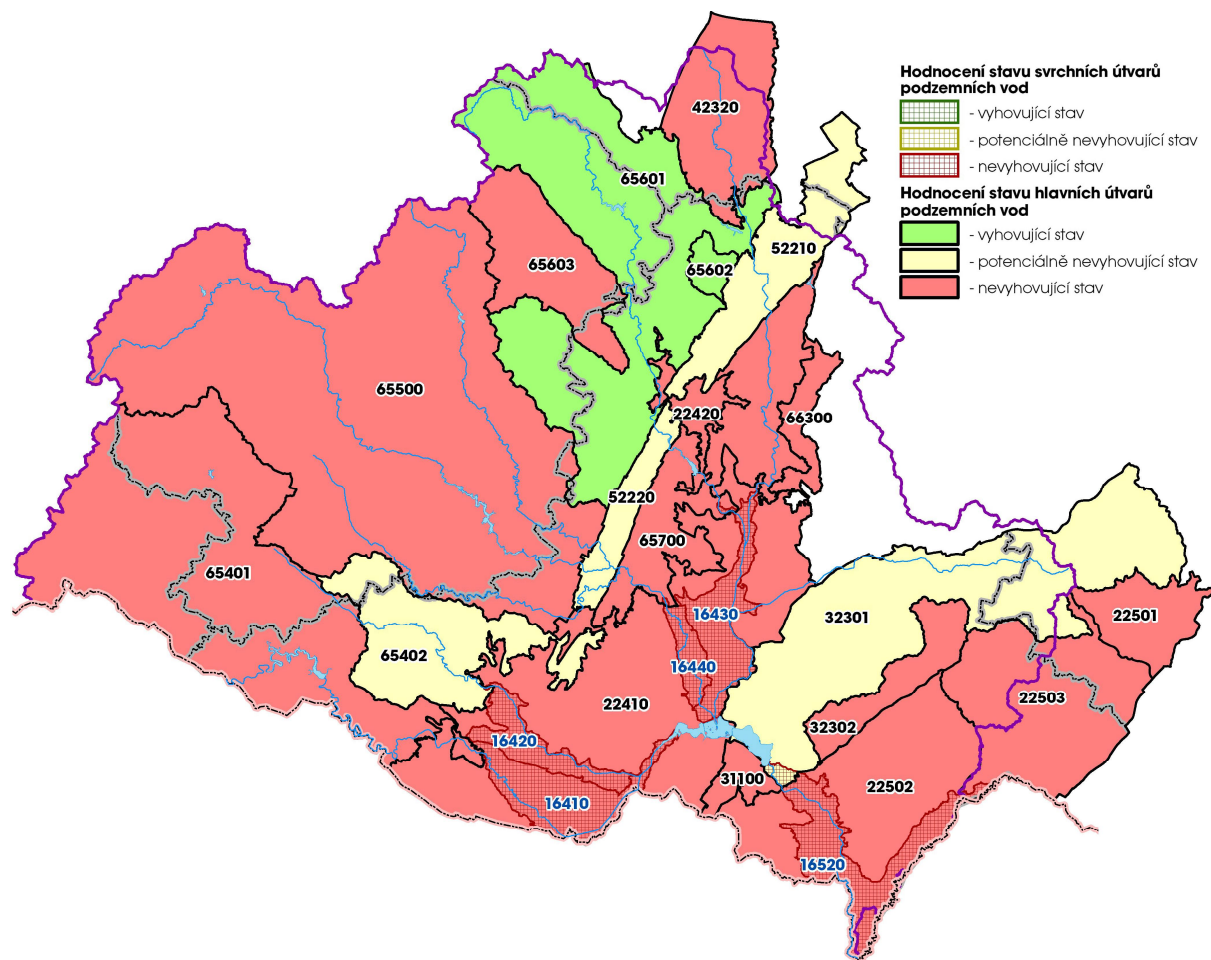 Hodnocení stavu svrchních útvarů
podzemních vod
- vyhovující stav
- potenciálně nevyhovující stav
- nevyhovující stav
Hodnocení stavu hlavních útvarů
podzemních vod
- vyhovující stav
- potenciálně nevyhovující stav
- nevyhovující stav
42320
65601
52210
65603
65602
65500
22420
66300
52220
65700
65401
16430
32301
22501
65402
16440
22503
22410
32302
16420
31100
22502
16410
16520